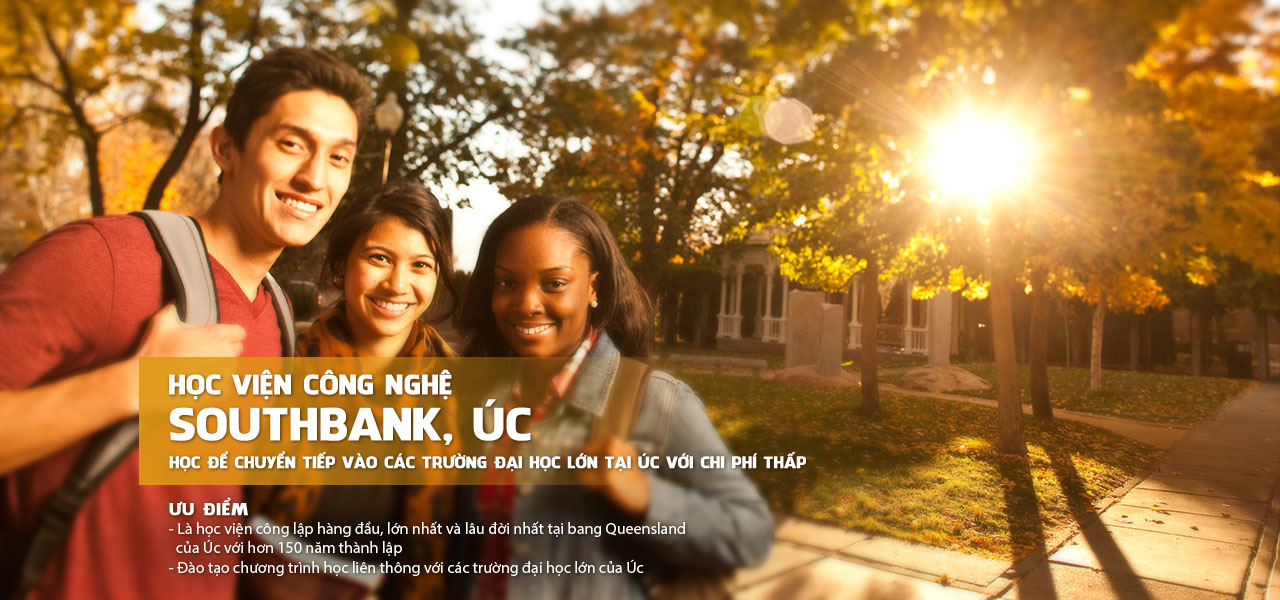 HỌC VIỆN CÔNG NGHỆ
SOUTHBANK, ÚC
HỌC ĐỂ CHUYỂN TIẾP VÀO CÁC TRƯỜNG ĐẠI HỌC LỚN TẠI ÚC VỚI CHI PHÍ THẤP
ƯU ĐIỂM
- Là học viện công lập hàng đầu, lớn nhất và lâu đời nhất tại bang Queensland
của Úc với hơn 150 năm thành lập
- Đào tạo chương trình học liên thông với các trường đại học lớn của Úc